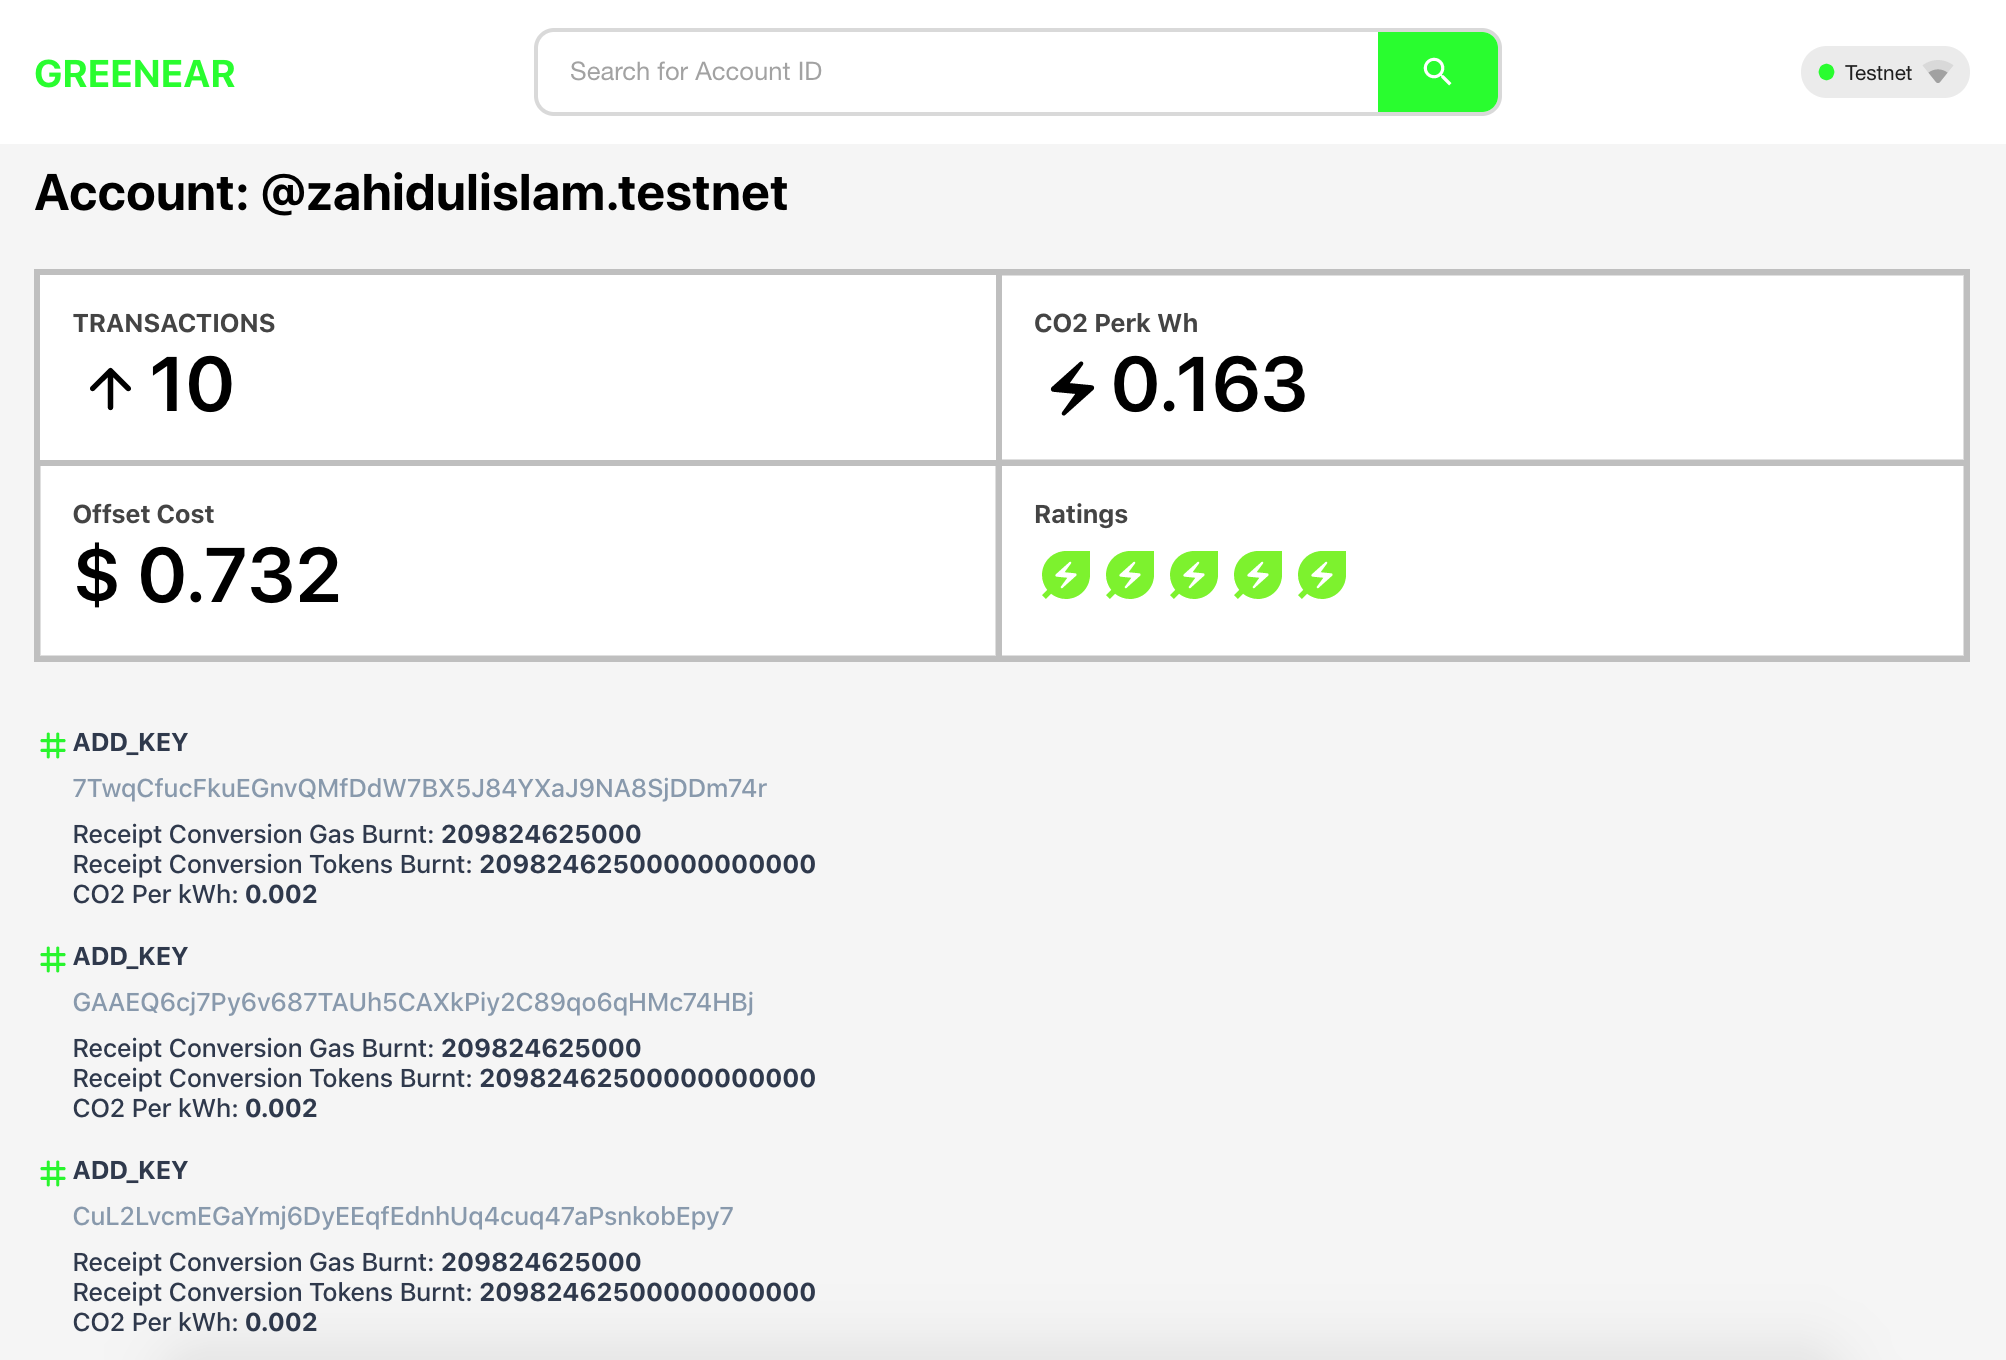 GREENEAR
Search for Account ID
Testnet
Account: @zahidulislam.testnet
TRANSACTIONS
10
CO2 Perk Wh
0.163
Offset Cost
$ 0.732
Ratings
ADD_KEY
7TwqCfucFkuEGnvQMfDdW7BX5J84YXaJ9NA8SjDDm74r
Receipt Conversion Gas Burnt: 209824625000
Receipt Conversion Tokens Burnt: 20982462500000000000
CO2 Per kWh: 0.002
ADD_KEY
GAAEQ6cj7Py6v687TAUh5CAXkPiy2C89qo6qHMc74HBj
Receipt Conversion Gas Burnt: 209824625000
Receipt Conversion Tokens Burnt: 20982462500000000000
CO2 Per kWh: 0.002
ADD_KEY
CuL2LvcmEGaYmj6DyEEqfEdnhUq4cuq47aPsnkobEpy7
Receipt Conversion Gas Burnt: 209824625000
Receipt Conversion Tokens Burnt: 20982462500000000000
CO2 Per kWh: 0.002